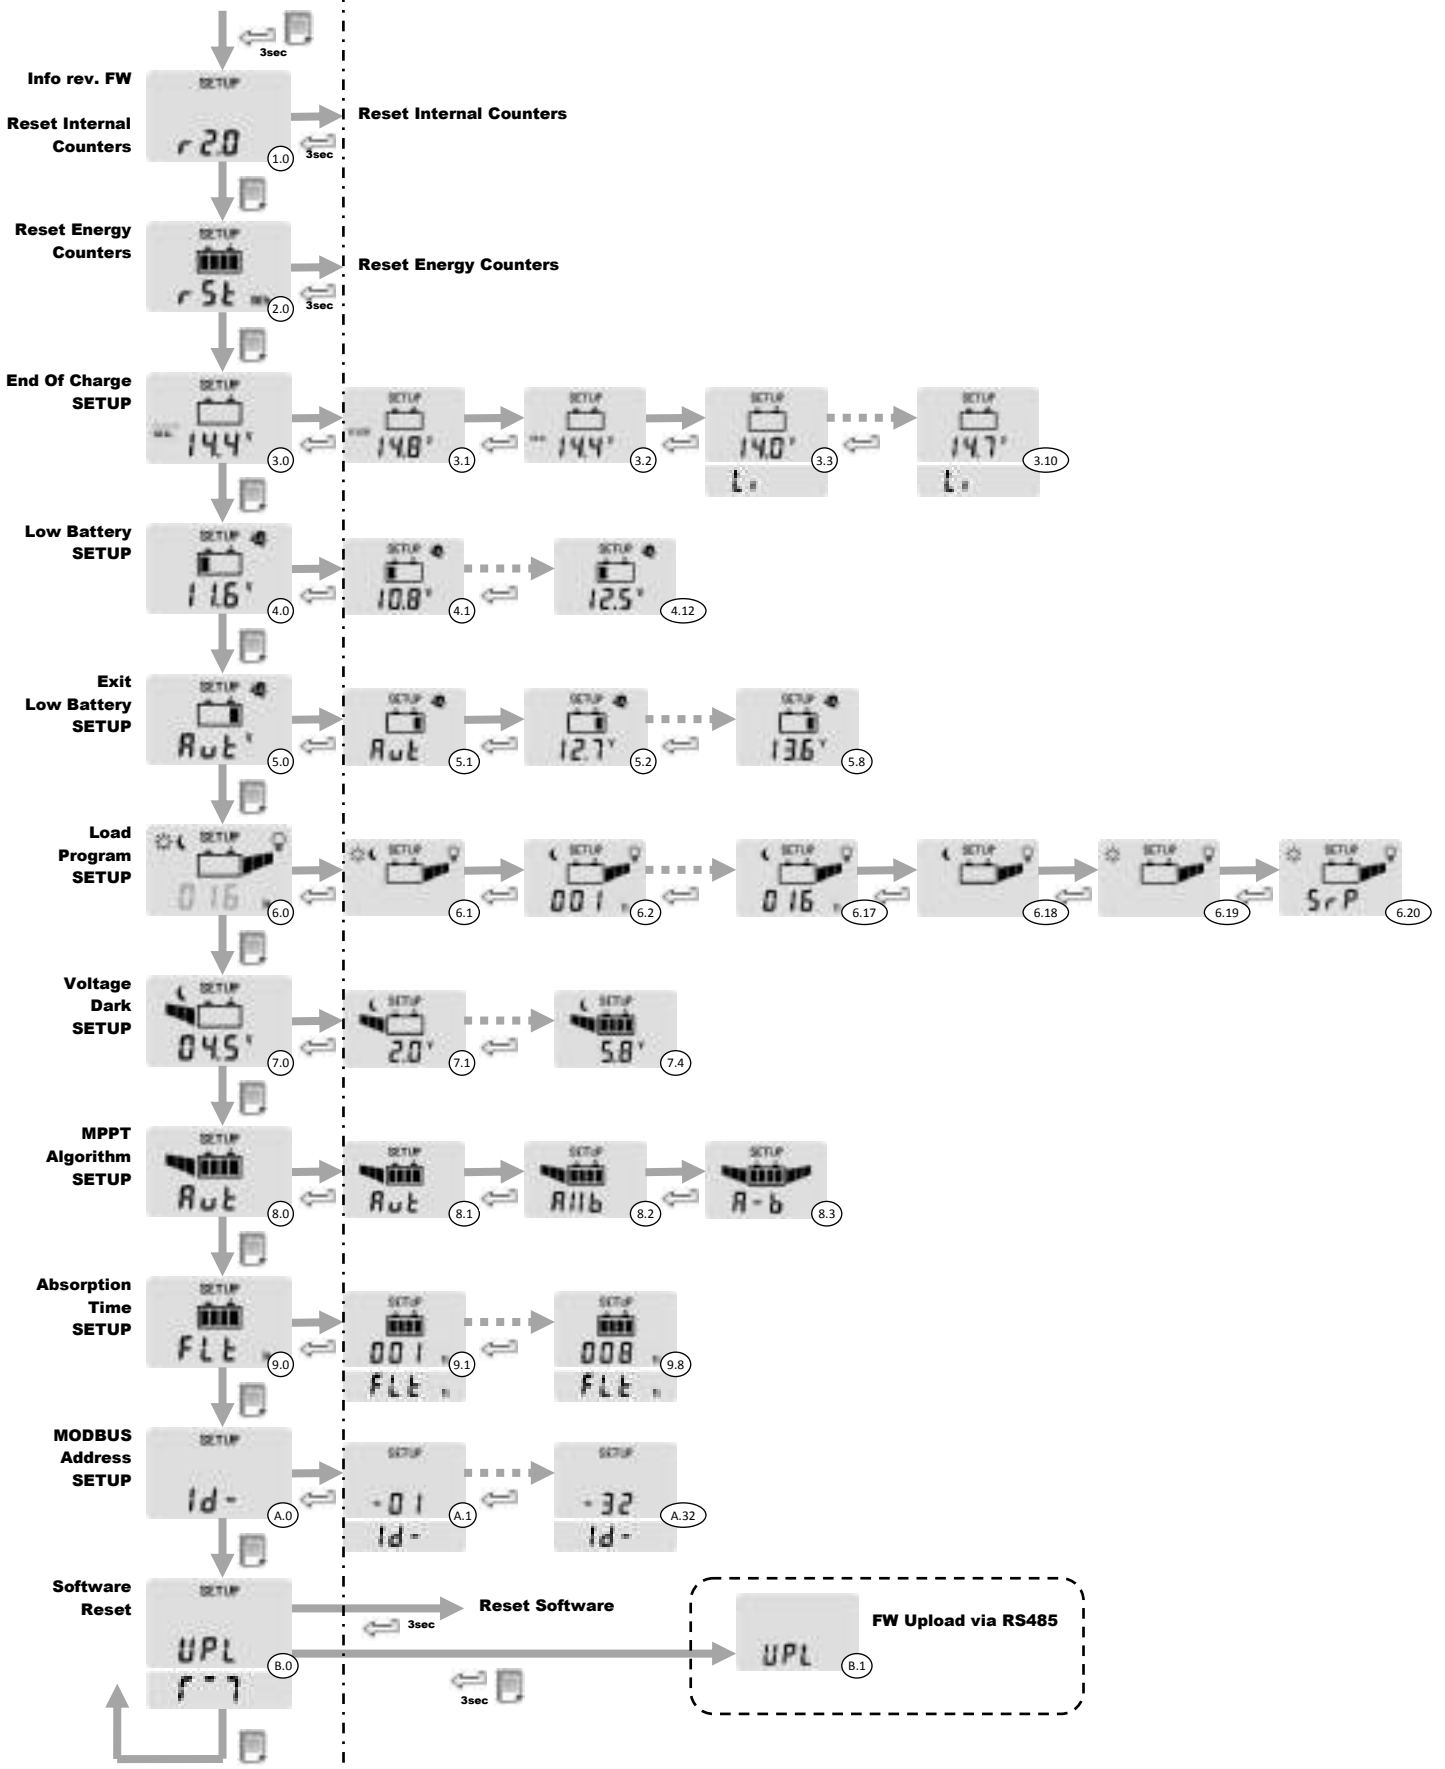 3sec
Info rev. FW
SETUP
Reset Internal
Counters
r 2.0
1.0
3sec
Reset Internal Counters
Reset Energy
Counters
SETUP
rSt
2.0
3sec
Reset Energy Counters
End Of Charge
SETUP
SETUP
14.4 V
3.0
SETUP
14.8
3.1
SETUP
14.4
3.2
SETUP
14.0
3.3
L
SETUP
14.7
3.10
L
Low Battery
SETUP
SETUP
11.6 V
4.0
SETUP
10.8 V
4.1
SETUP
12.5 V
4.12
Exit
Low Battery
SETUP
SETUP
Aut V
5.0
SETUP
Aut
5.1
SETUP
12.7 V
5.2
SETUP
13.6 V
5.8
Load
Program
SETUP
SETUP
016
6.0
SETUP
6.1
SETUP
001
6.2
SETUP
016
6.17
SETUP
6.18
SETUP
6.19
SETUP
SrP
6.20
Voltage
Dark
SETUP
SETUP
04.5 V
7.0
SETUP
2.0 V
7.1
SETUP
5.8 V
7.4
MPPT
Algorithm
SETUP
SETUP
Aut
8.0
SETUP
Aut
8.1
SETUP
A11b
8.2
SETUP
A-b
8.3
Absorption
Time
SETUP
SETUP
FLt
9.0
SETUP
001
9.1
FLt
SETUP
008
9.8
FLt
MODBUS
Address
SETUP
SETUP
Id-
A.0
SETUP
-01
A.1
Id-
SETUP
-32
A.32
Id-
Software
Reset
SETUP
UPL
B.0
3sec
Reset Software
3sec
UPL
B.1
FW Upload via RS485